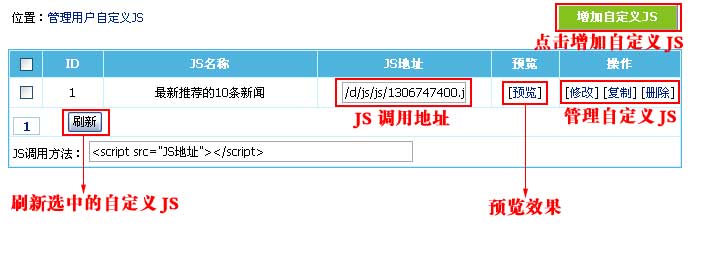 位置：管理用户自定义JS
增加自定义JS
点击增加自定义JS
ID JS名称 JS地址 预览 操作
1 最新推荐的10条新闻 /d/js/js/1306747400.j [预览] [修改] [复制] [删除]
1 刷新 JS 调用地址 管理自定义JS
JS调用方法： <script src="JS地址"></script>
刷新选中的自定义JS 预览效果